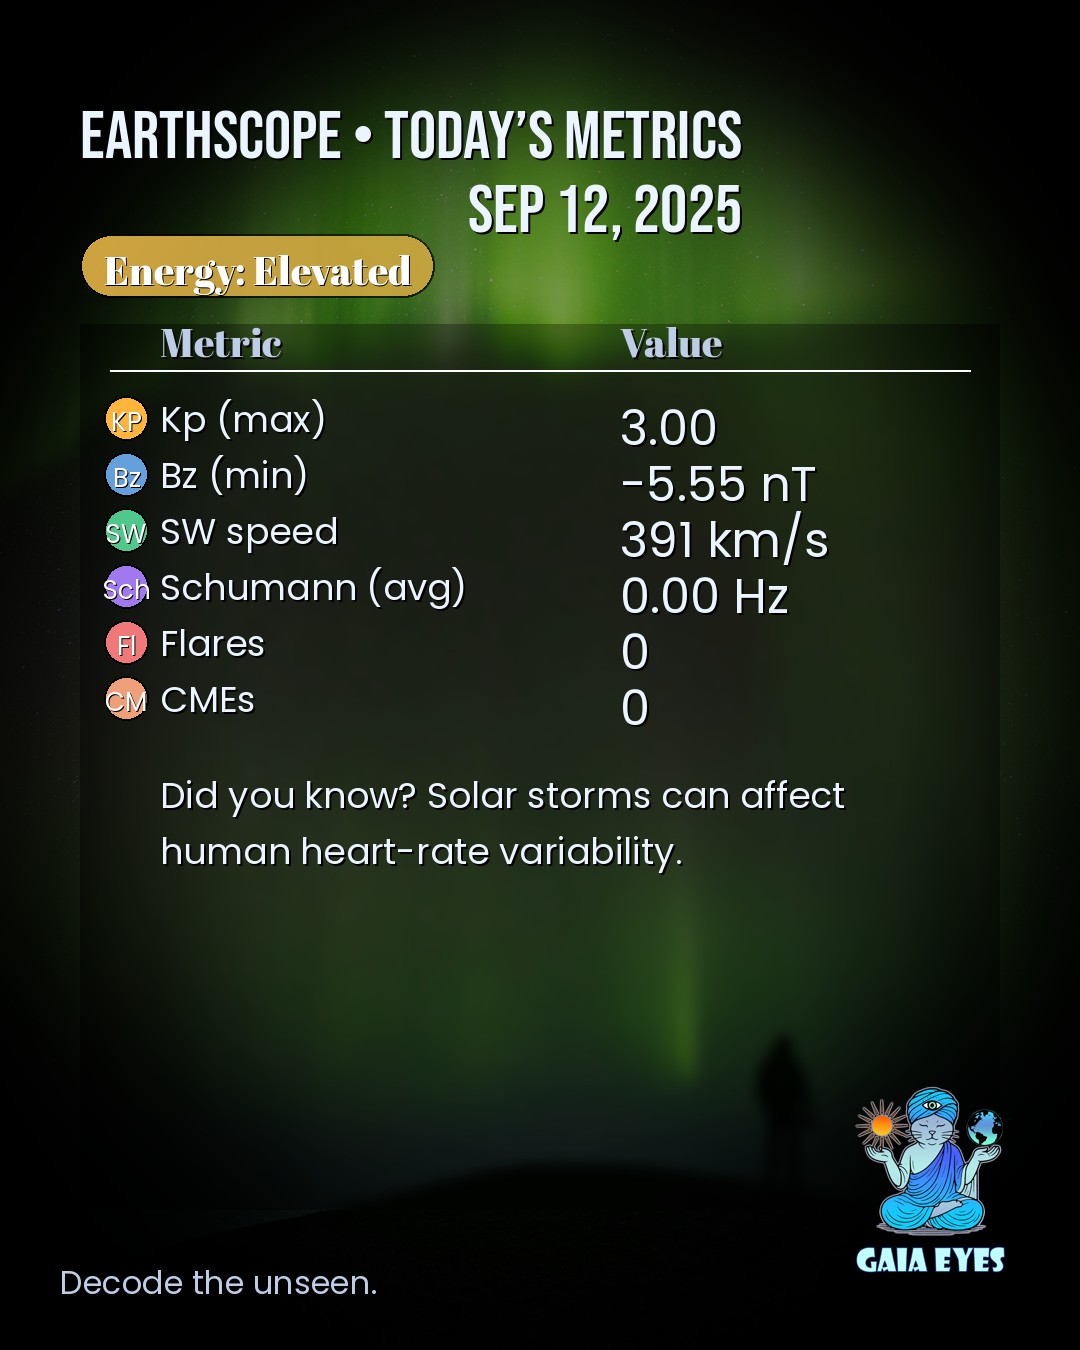 EARTHSCOPE • TODAY’S METRICS
SEP 12, 2025
Energy: Elevated
Metric Value
KP Kp (max) 3.00
Bz Bz (min) −5.55 nT
SW SW speed 391 km/s
Sch Schumann (avg) 0.00 Hz
Fl Flares 0
CM CMEs 0
Did you know? Solar storms can affect
human heart-rate variability.
GAIA EYES
Decode the unseen.